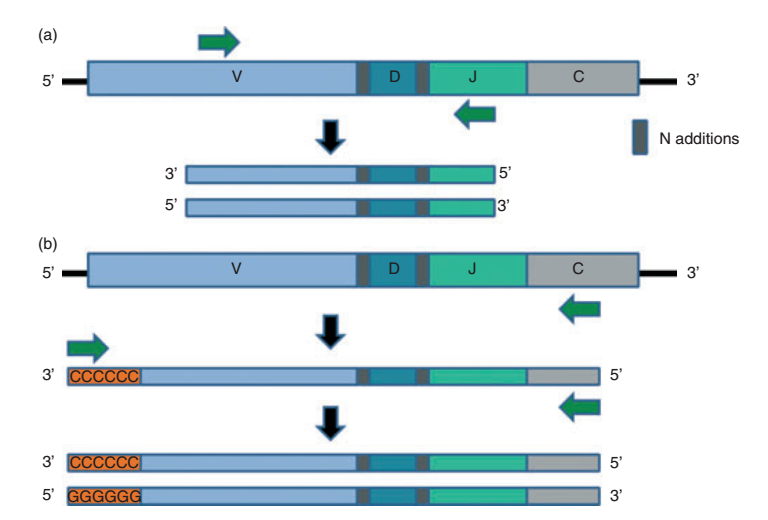 (a)
5’ V D J C 3’
N additions
3’ 5’
5’ 3’
(b)
5’ V D J C 3’
3’ CCCCCC 5’
3’ CCCCCC 5’
5’ GGGGGG 3’